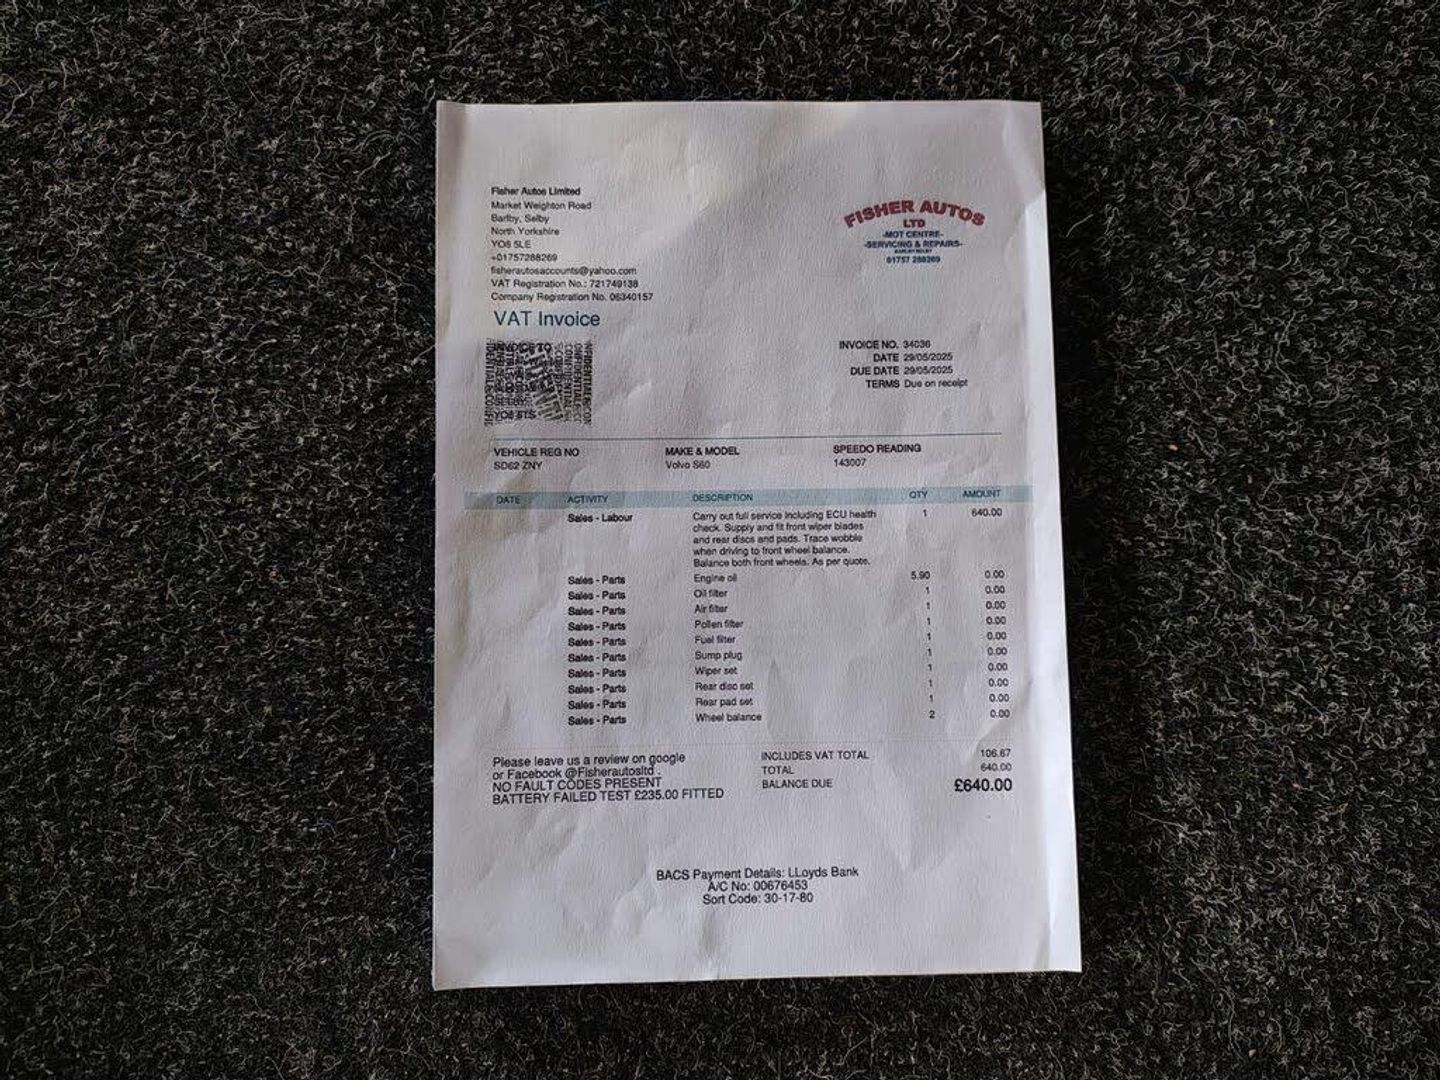 Fisher Autos Limited
Market Weighton Road
Barlby, Selby
North Yorkshire
YO8 5LE
+01757288269
fisherautosaccounts@yahoo.com
VAT Registration No.: 721749138
Company Registration No. 06340157
FISHER AUTOS
LTD
-MOT CENTRE-
-SERVICING & REPAIRS-
BARLBY SELBY
01757 288269
VAT Invoice
INVOICE TO
SELBY
YO8
INVOICE NO. 34036
DATE 29/05/2025
DUE DATE 29/05/2025
TERMS Due on receipt
VEHICLE REG NO MAKE & MODEL SPEEDO READING
SD62 ZNY Volvo S60 143007
DATE ACTIVITY DESCRIPTION QTY AMOUNT
Sales - Labour Carry out full service including ECU health 1 640.00
check. Supply and fit front wiper blades
and rear discs and pads. Trace wobble
when driving to front wheel balance.
Balance both front wheels. As per quote.
Sales - Parts Engine oil 5.90 0.00
Sales - Parts Oil filter 1 0.00
Sales - Parts Air filter 1 0.00
Sales - Parts Pollen filter 1 0.00
Sales - Parts Fuel filter 1 0.00
Sales - Parts Sump plug 1 0.00
Sales - Parts Wiper set 1 0.00
Sales - Parts Rear disc set 1 0.00
Sales - Parts Rear pad set 1 0.00
Sales - Parts Wheel balance 2 0.00
Please leave us a review on google
or Facebook @Fisherautosltd .
NO FAULT CODES PRESENT
BATTERY FAILED TEST £235.00 FITTED
INCLUDES VAT TOTAL 106.67
TOTAL 640.00
BALANCE DUE £640.00
BACS Payment Details: LLoyds Bank
A/C No: 00676453
Sort Code: 30-17-80